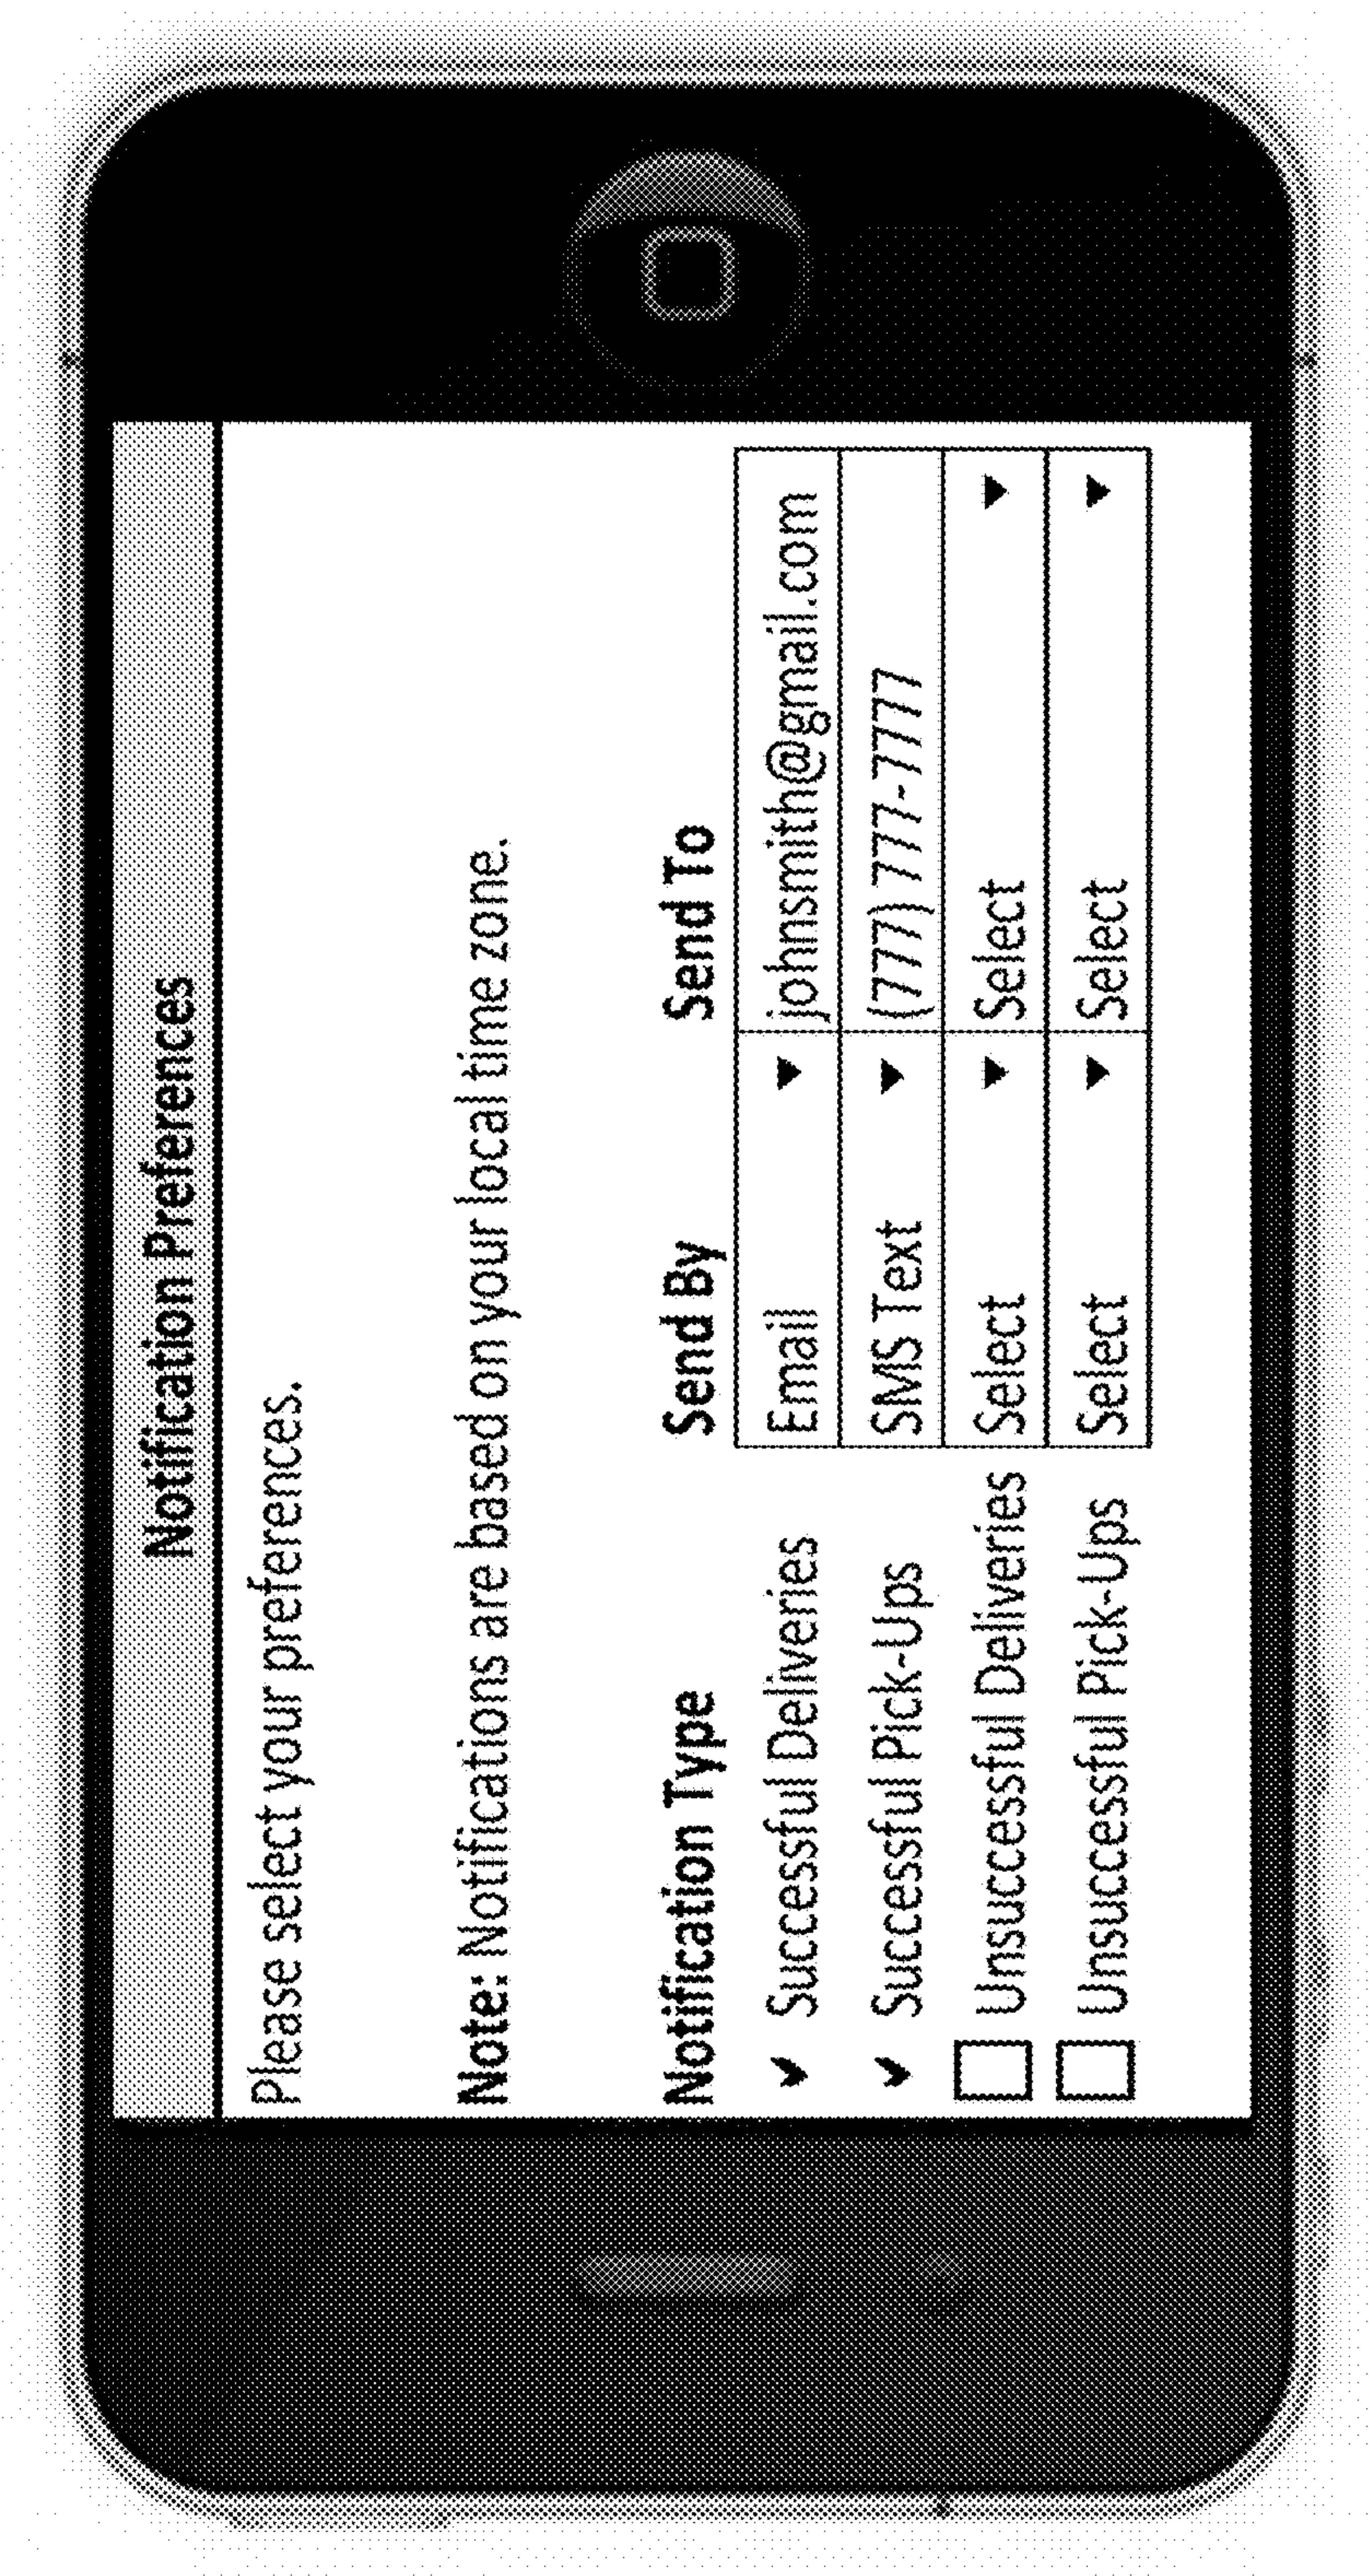 Notification Preferences
Please select your preferences.
Note: Notifications are based on your local time zone.
Notification Type Send By Send To
✔ Successful Deliveries Email ▼ johnsmith@gmail.com
✔ Successful Pick-Ups SMS Text ▼ (777) 777-7777
☐ Unsuccessful Deliveries Select ▼ Select ▼
☐ Unsuccessful Pick-Ups Select ▼ Select ▼